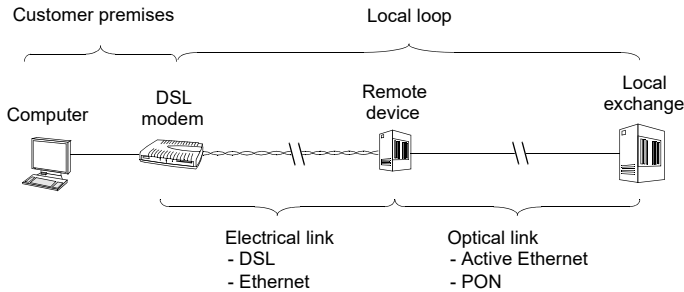 Customer premises
Local loop
Computer
DSL
modem
Remote
device
Local
exchange
Electrical link
- DSL
- Ethernet
Optical link
- Active Ethernet
- PON